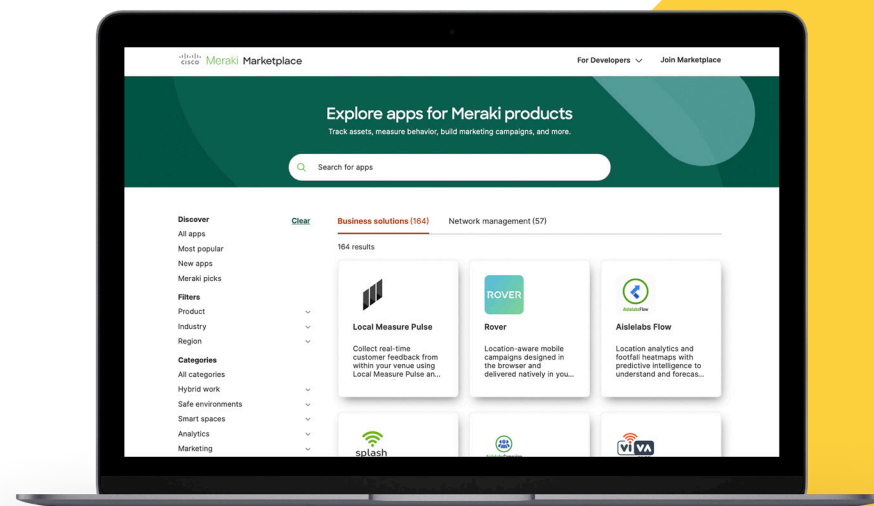 cisco Meraki Marketplace
For Developers
Join Marketplace
Explore apps for Meraki products
Track assets, measure behavior, build marketing campaigns, and more.
Search for apps
Discover
Clear
All apps
Most popular
New apps
Meraki picks
Filters
Product
Industry
Region
Categories
All categories
Hybrid work
Safe environments
Smart spaces
Analytics
Marketing
Business solutions (164)
Network management (57)
164 results
Local Measure Pulse
Collect real-time
customer feedback from
within your venue using
Local Measure Pulse an...
ROVER
Rover
Location-aware mobile
campaigns designed in
the browser and
delivered natively in you...
AislelabsFlow
Aislelabs Flow
Location analytics and
footfall heatmaps with
predictive intelligence to
understand and forecas...
splash
ViVA